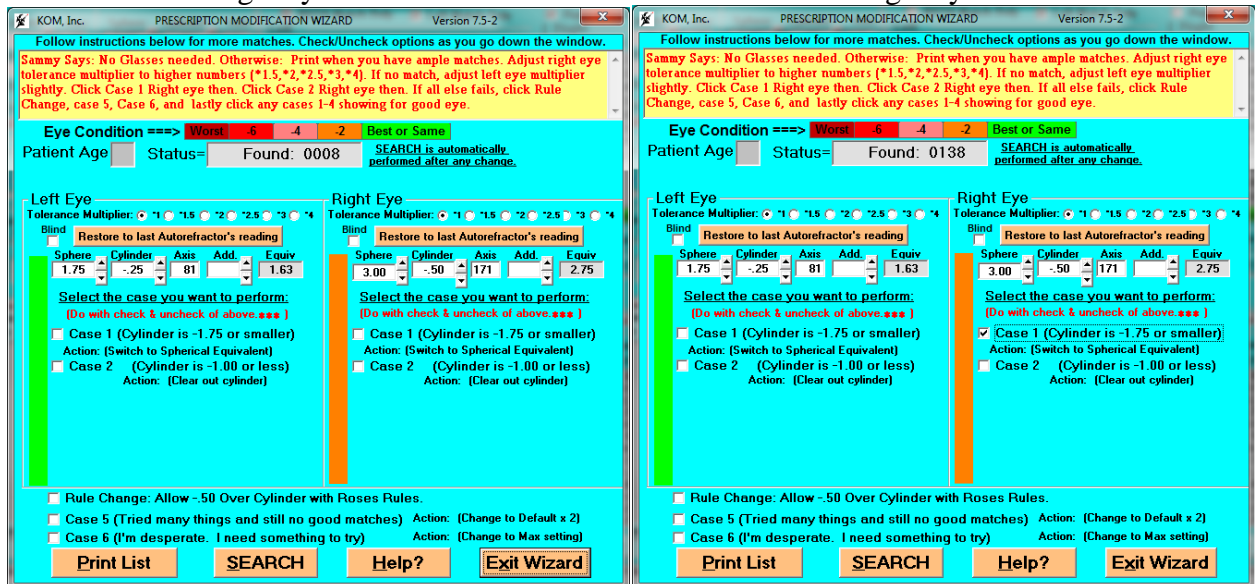 KOM, Inc. PRESCRIPTION MODIFICATION WIZARD Version 7.5-2
Follow instructions below for more matches. Check/Uncheck options as you go down the window.
Sammy Says: No Glasses needed. Otherwise: Print when you have ample matches. Adjust right eye
tolerance multiplier to higher numbers (*1.5,*2,*2.5,*3,*4). If no match, adjust left eye multiplier
slightly. Click Case 1 Right eye then. Click Case 2 Right eye then. If all else fails, click Rule
Change, case 5, Case 6, and lastly click any cases 1-4 showing for good eye.
Eye Condition ===> Worst -6 -4 -2 Best or Same
Patient Age Status= Found: 0008 SEARCH is automatically
performed after any change.
Left Eye Right Eye
Tolerance Multiplier: *1 *1.5 *2 *2.5 *3 *4 Tolerance Multiplier: *1 *1.5 *2 *2.5 *3 *4
Blind Restore to last Autorefractor's reading Blind Restore to last Autorefractor's reading
Sphere Cylinder Axis Add. Equiv Sphere Cylinder Axis Add. Equiv
1.75 -.25 81 1.63 3.00 -.50 171 2.75
Select the case you want to perform: Select the case you want to perform:
(Do with check & uncheck of above.*** ) (Do with check & uncheck of above.*** )
Case 1 (Cylinder is -1.75 or smaller) Case 1 (Cylinder is -1.75 or smaller)
Action: (Switch to Spherical Equivalent) Action: (Switch to Spherical Equivalent)
Case 2 (Cylinder is -1.00 or less) Case 2 (Cylinder is -1.00 or less)
Action: (Clear out cylinder) Action: (Clear out cylinder)
Rule Change: Allow -.50 Over Cylinder with Roses Rules.
Case 5 (Tried many things and still no good matches) Action: (Change to Default x 2)
Case 6 (I'm desperate. I need something to try) Action: (Change to Max setting)
Print List SEARCH Help? Exit Wizard
KOM, Inc. PRESCRIPTION MODIFICATION WIZARD Version 7.5-2
Follow instructions below for more matches. Check/Uncheck options as you go down the window.
Sammy Says: No Glasses needed. Otherwise: Print when you have ample matches. Adjust right eye
tolerance multiplier to higher numbers (*1.5,*2,*2.5,*3,*4). If no match, adjust left eye multiplier
slightly. Click Case 1 Right eye then. Click Case 2 Right eye then. If all else fails, click Rule
Change, case 5, Case 6, and lastly click any cases 1-4 showing for good eye.
Eye Condition ===> Worst -6 -4 -2 Best or Same
Patient Age Status= Found: 0138 SEARCH is automatically
performed after any change.
Left Eye Right Eye
Tolerance Multiplier: *1 *1.5 *2 *2.5 *3 *4 Tolerance Multiplier: *1 *1.5 *2 *2.5 *3 *4
Blind Restore to last Autorefractor's reading Blind Restore to last Autorefractor's reading
Sphere Cylinder Axis Add. Equiv Sphere Cylinder Axis Add. Equiv
1.75 -.25 81 1.63 3.00 -.50 171 2.75
Select the case you want to perform: Select the case you want to perform:
(Do with check & uncheck of above.*** ) (Do with check & uncheck of above.*** )
Case 1 (Cylinder is -1.75 or smaller) Case 1 (Cylinder is -1.75 or smaller)
Action: (Switch to Spherical Equivalent) Action: (Switch to Spherical Equivalent)
Case 2 (Cylinder is -1.00 or less) Case 2 (Cylinder is -1.00 or less)
Action: (Clear out cylinder) Action: (Clear out cylinder)
Rule Change: Allow -.50 Over Cylinder with Roses Rules.
Case 5 (Tried many things and still no good matches) Action: (Change to Default x 2)
Case 6 (I'm desperate. I need something to try) Action: (Change to Max setting)
Print List SEARCH Help? Exit Wizard